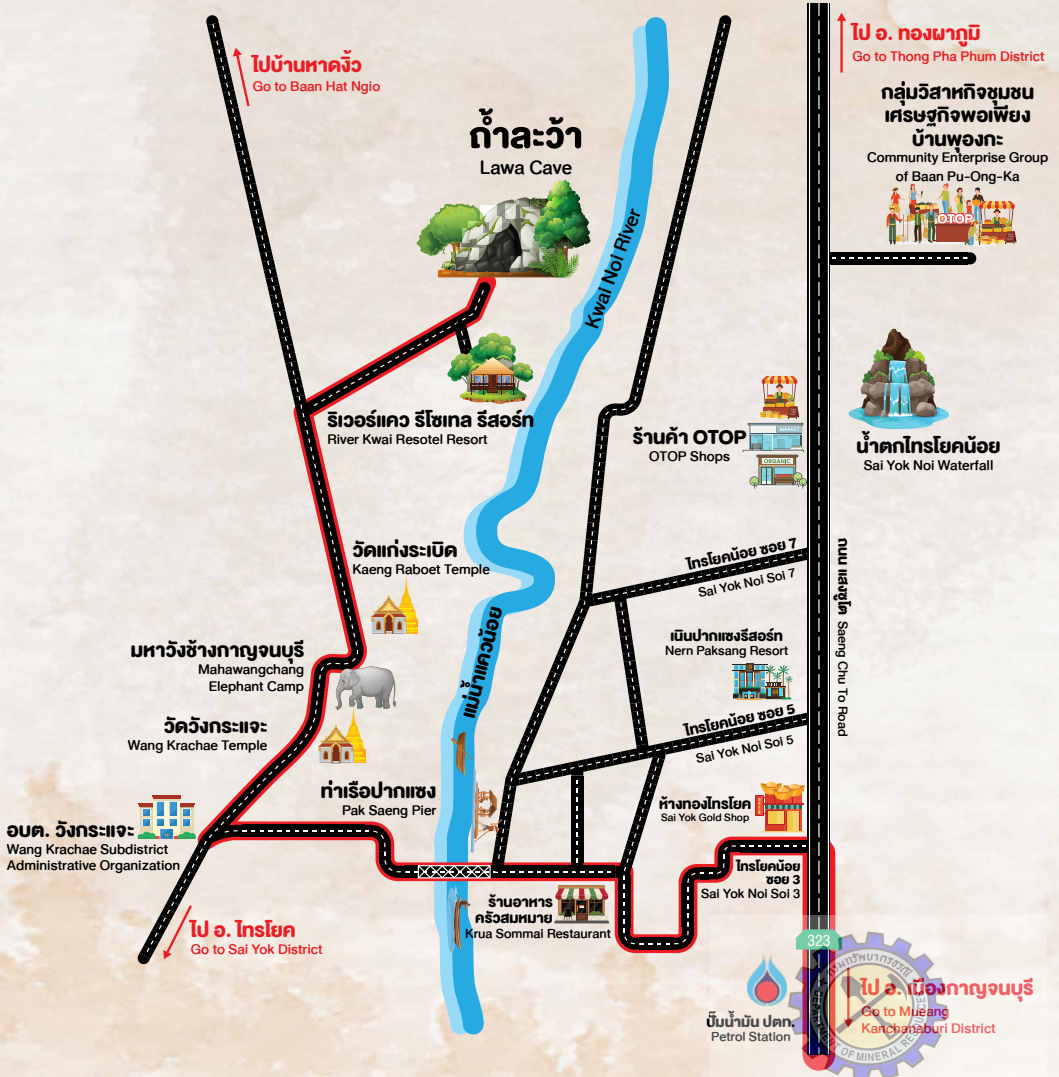 ไปบ้านหาดงิ้ว
Go to Baan Hat Ngio
ไป อ. ทองผาภูมิ
Go to Thong Pha Phum District
กลุ่มวิสาหกิจชุมชน
เศรษฐกิจพอเพียง
บ้านพุองกะ
Community Enterprise Group
of Baan Pu-Ong-Ka
OTOP
ถ้ำละว้า
Lawa Cave
Kwai Noi River
ริเวอร์แคว รีโซเทล รีสอร์ท
River Kwai Resotel Resort
ร้านค้า OTOP
OTOP Shops
MARKET
ORGANIC
น้ำตกไทรโยคน้อย
Sai Yok Noi Waterfall
วัดแก่งระเบิด
Kaeng Raboet Temple
ไทรโยคน้อย ซอย 7
Sai Yok Noi Soi 7
ถนน แสงชูโต Saeng Chu To Road
มหาวังช้างกาญจนบุรี
Mahawangchang
Elephant Camp
แม่น้ำแควน้อย
เนินปากแซงรีสอร์ท
Nern Paksang Resort
วัดวังกระแจะ
Wang Krachae Temple
ไทรโยคน้อย ซอย 5
Sai Yok Noi Soi 5
ท่าเรือปากแซง
Pak Saeng Pier
ห้างทองไทรโยค
Sai Yok Gold Shop
อบต. วังกระแจะ
Wang Krachae Subdistrict
Administrative Organization
ไทรโยคน้อย
ซอย 3
Sai Yok Noi Soi 3
ร้านอาหาร
ครัวสมหมาย
Krua Sommai Restaurant
ไป อ. ไทรโยค
Go to Sai Yok District
323
ปั๊มน้ำมัน ปตท.
Petrol Station
ไป อ. เมืองกาญจนบุรี
Go to Mueang
Kanchanaburi District
กรมทรัพยากรธรณี
DEPARTMENT OF MINERAL RESOURCES